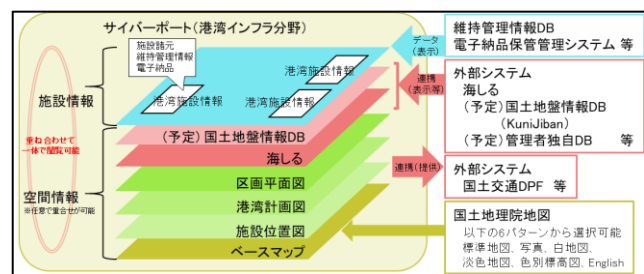 サイバーポート(港湾インフラ分野)
施設諸元
維持管理情報
電子納品
港湾施設情報
港湾施設情報
港湾施設情報
施設情報
重ね合わせて
一体で閲覧可能
空間情報
※任意で重合せが可能
(予定)国土地盤情報DB
海しる
区画平面図
港湾計画図
施設位置図
ベースマップ
データ
(表示)
連携
(表示等)
連携(提供)
維持管理情報DB
電子納品保管管理システム 等
外部システム
海しる
(予定)国土地盤情報DB
(KuniJiban)
(予定)管理者独自DB 等
外部システム
国土交通DPF 等
国土地理院地図
以下の6パターンから選択可能
標準地図、写真、白地図、
淡色地図、色別標高図、English